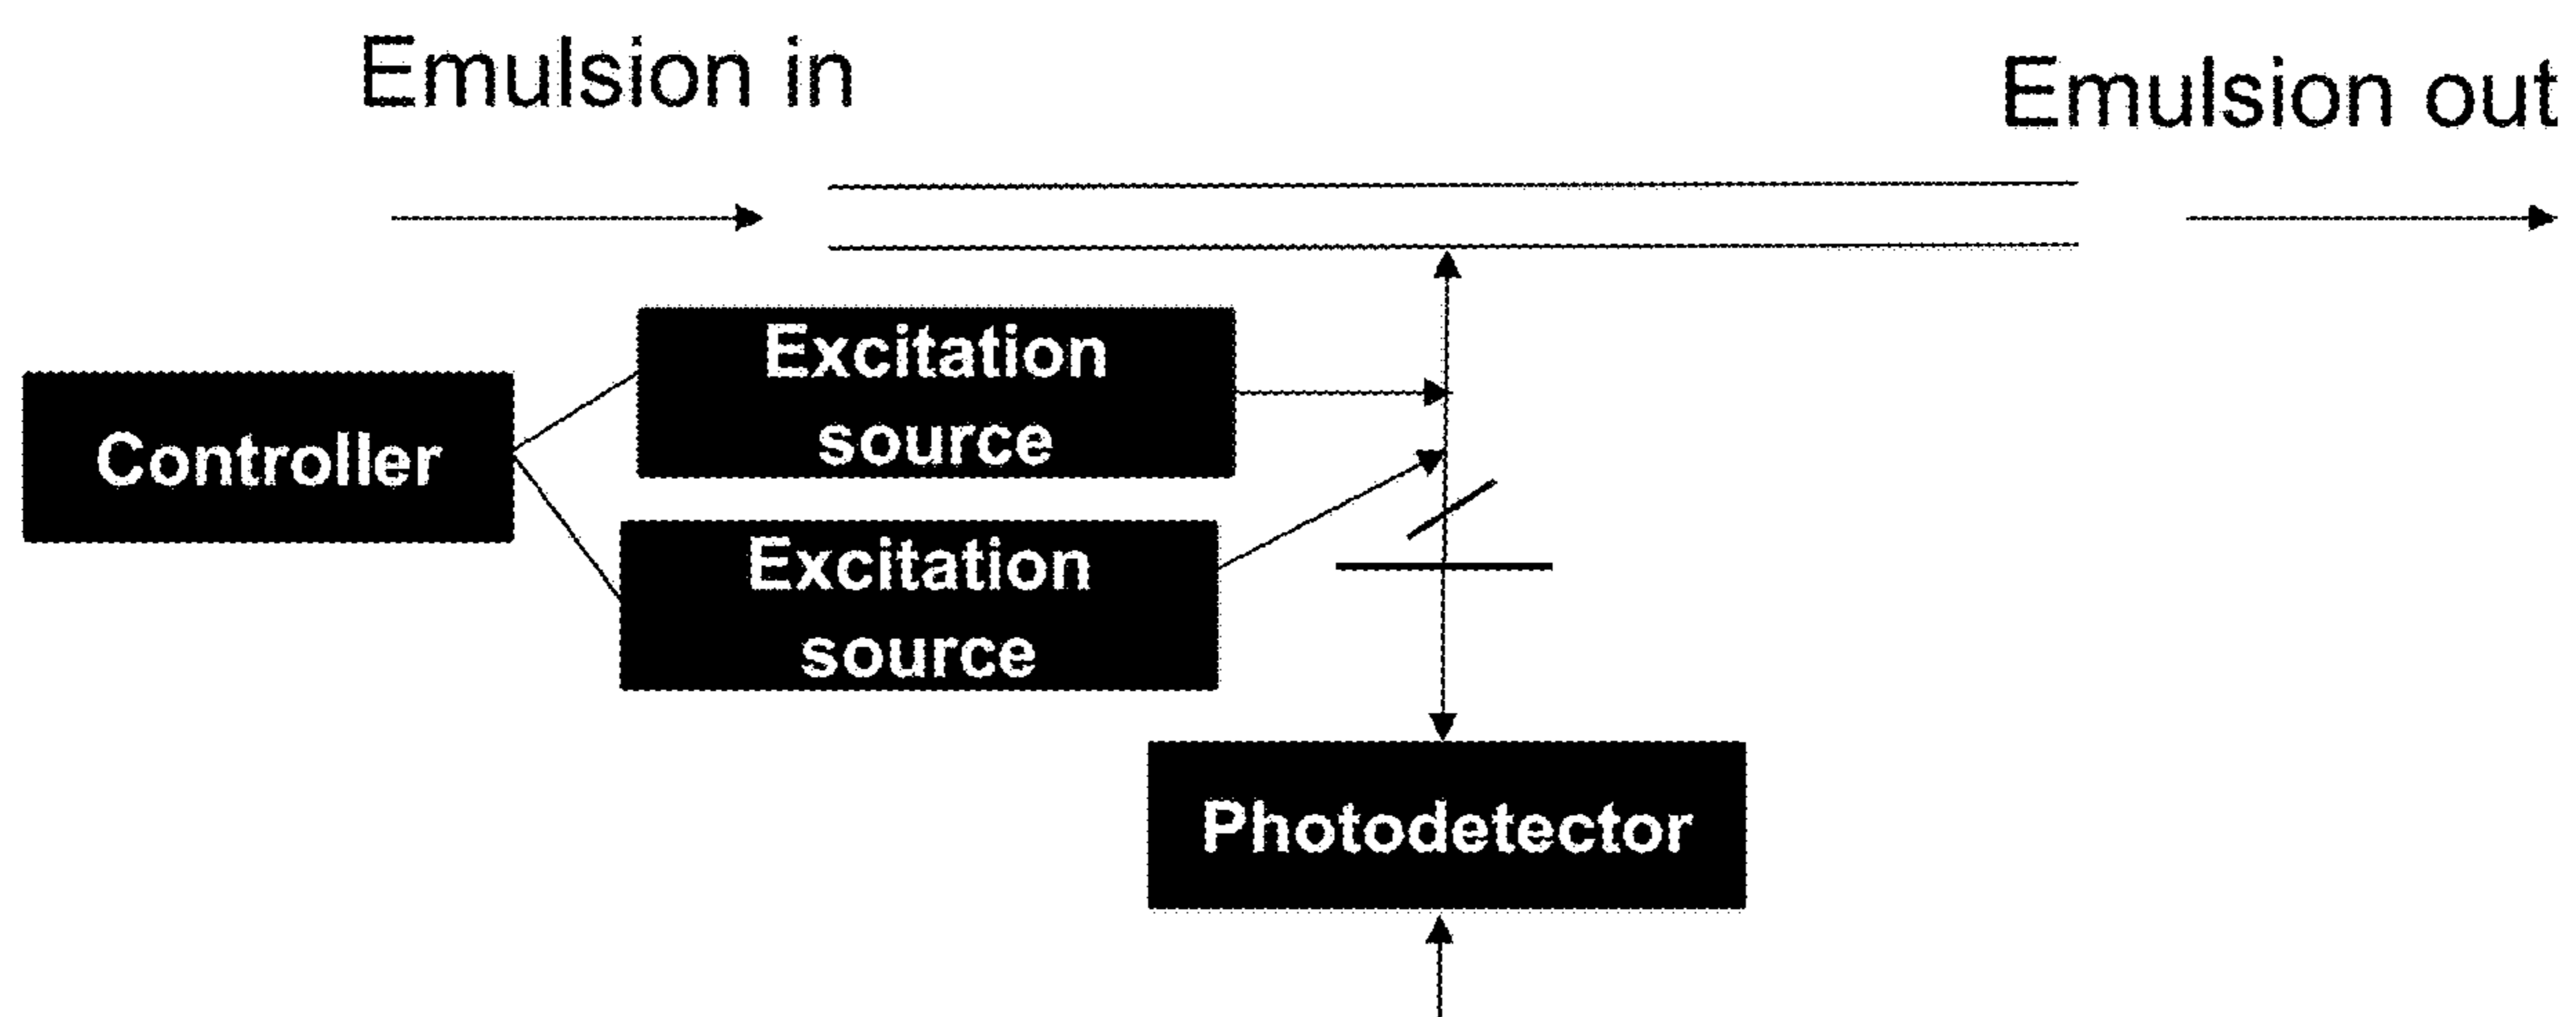 Emulsion in
Emulsion out
Excitation
source
Controller
Excitation
source
Photodetector